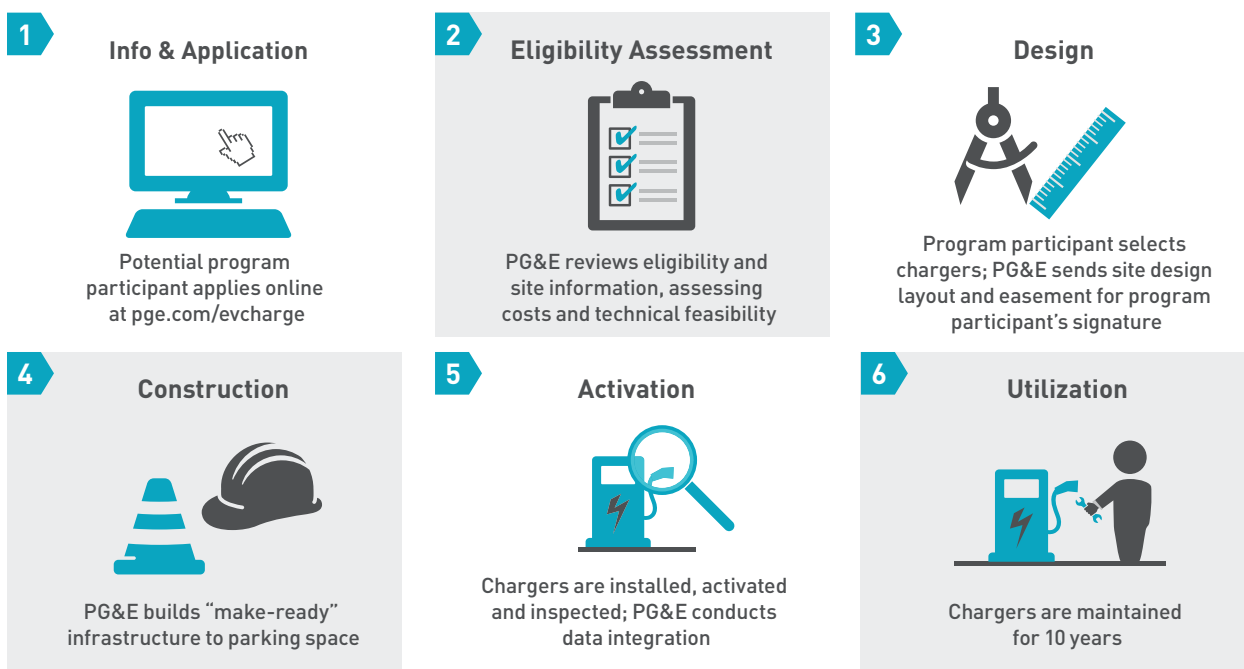 1
Info & Application
Potential program
participant applies online
at pge.com/evcharge
2
Eligibility Assessment
PG&E reviews eligibility and
site information, assessing
costs and technical feasibility
3
Design
Program participant selects
chargers; PG&E sends site design
layout and easement for program
participant’s signature
4
Construction
PG&E builds “make-ready”
infrastructure to parking space
5
Activation
Chargers are installed, activated
and inspected; PG&E conducts
data integration
6
Utilization
Chargers are maintained
for 10 years